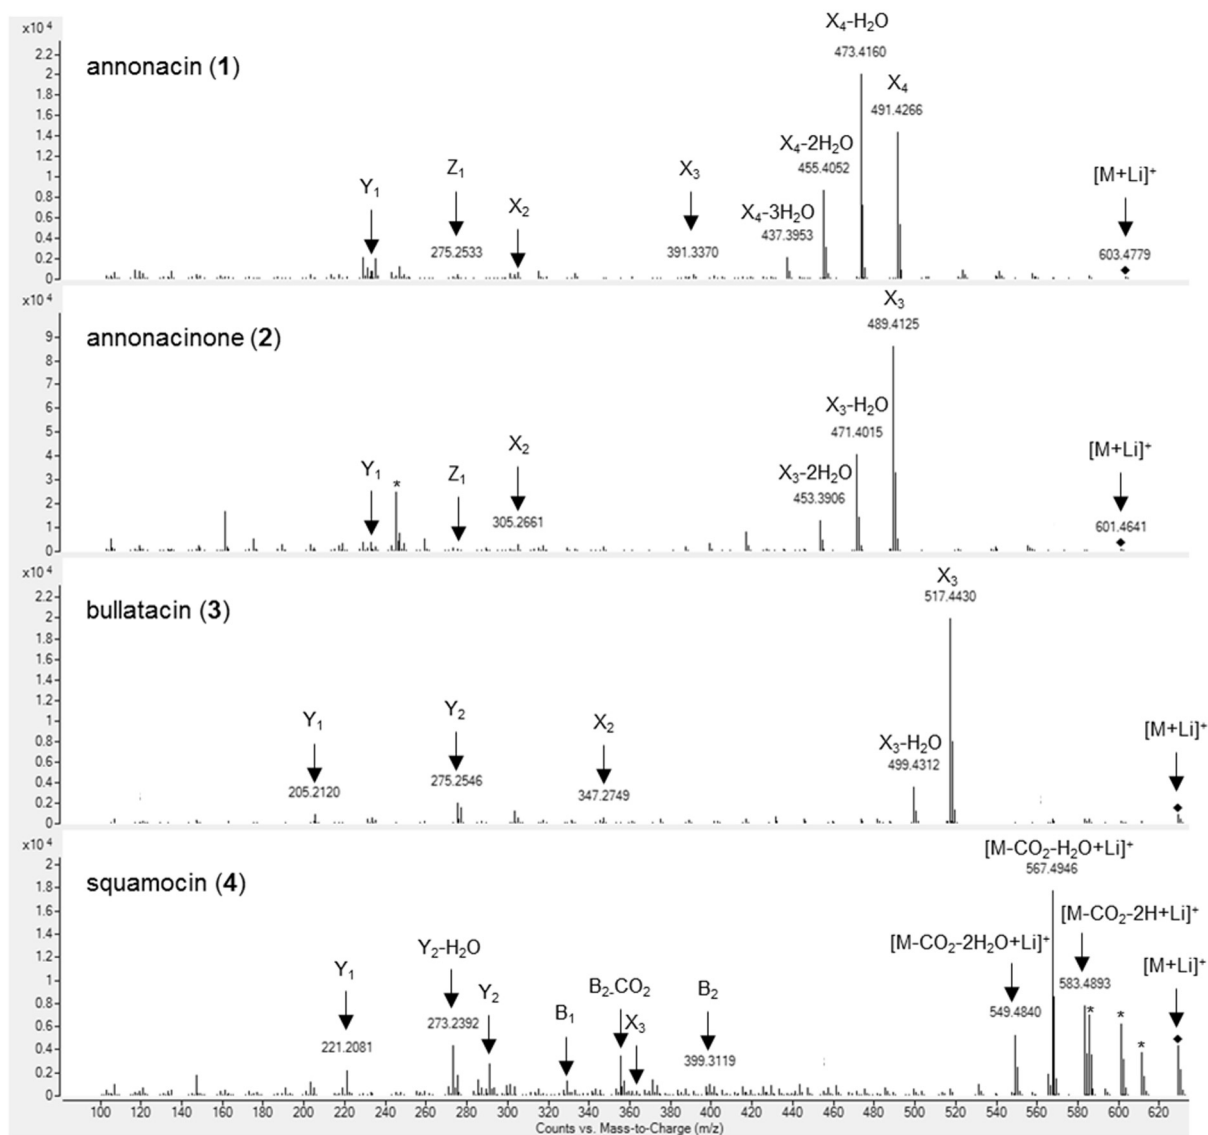 x10 ⁴
X₄-H₂O
473.4160
annonacin (1)
X₄
491.4266
X₄-2H₂O
455.4052
X₄-3H₂O
437.3953
Y₁
Z₁
275.2533
X₂
X₃
391.3370
[M+Li]⁺
603.4779
2.2
2
1.8
1.6
1.4
1.2
1
0.8
0.6
0.4
0.2
0
x10 ⁴
X₃
489.4125
annonacinone (2)
X₃-H₂O
471.4015
X₃-2H₂O
453.3906
Y₁
*
Z₁
X₂
305.2661
[M+Li]⁺
601.4641
9
8
7
6
5
4
3
2
1
0
x10 ⁴
X₃
517.4430
bullatacin (3)
X₃-H₂O
499.4312
Y₁
205.2120
Y₂
275.2546
X₂
347.2749
[M+Li]⁺
2.2
2
1.8
1.6
1.4
1.2
1
0.8
0.6
0.4
0.2
0
x10 ⁴
[M-CO₂-H₂O+Li]⁺
567.4946
squamocin (4)
[M-CO₂-2H+Li]⁺
583.4893
[M-CO₂-2H₂O+Li]⁺
549.4840
[M+Li]⁺
Y₁
221.2081
Y₂-H₂O
273.2392
Y₂
B₁
B₂-CO₂
X₃
B₂
399.3119
* * *
2
1.8
1.6
1.4
1.2
1
0.8
0.6
0.4
0.2
0
100 120 140 160 180 200 220 240 260 280 300 320 340 360 380 400 420 440 460 480 500 520 540 560 580 600 620
Counts vs. Mass-to-Charge (m/z)